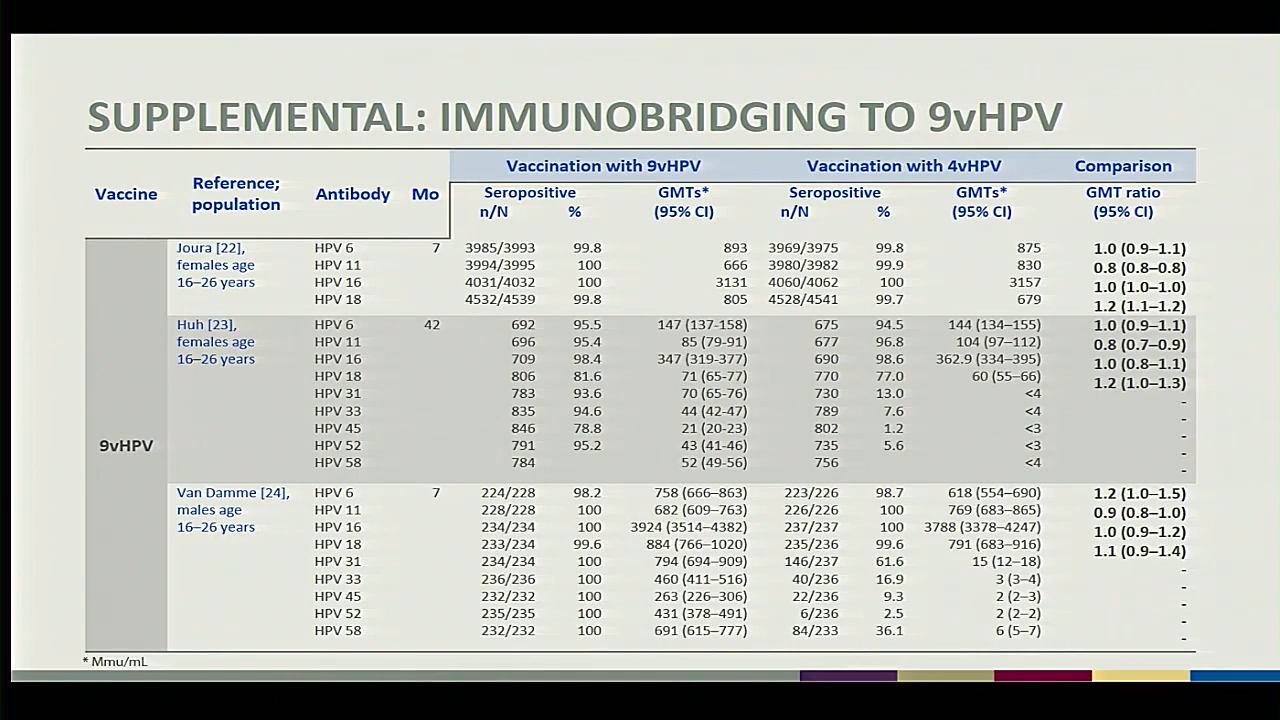 SUPPLEMENTAL: IMMUNOBRIDGING TO 9vHPV
Vaccination with 9vHPV Vaccination with 4vHPV Comparison
Vaccine Reference; population Antibody Mo Seropositive GMTs* Seropositive GMTs* GMT ratio
n/N % (95% CI) n/N % (95% CI) (95% CI)
9vHPV
Joura [22], HPV 6 7 3985/3993 99.8 893 3969/3975 99.8 875 1.0 (0.9–1.1)
females age HPV 11 3994/3995 100 666 3980/3982 99.9 830 0.8 (0.8–0.8)
16–26 years HPV 16 4031/4032 100 3131 4060/4062 100 3157 1.0 (1.0–1.0)
HPV 18 4532/4539 99.8 805 4528/4541 99.7 679 1.2 (1.1–1.2)
Huh [23], HPV 6 42 692 95.5 147 (137-158) 675 94.5 144 (134–155) 1.0 (0.9–1.1)
females age HPV 11 696 95.4 85 (79-91) 677 96.8 104 (97–112) 0.8 (0.7–0.9)
16–26 years HPV 16 709 98.4 347 (319-377) 690 98.6 362.9 (334–395) 1.0 (0.8–1.1)
HPV 18 806 81.6 71 (65-77) 770 77.0 60 (55–66) 1.2 (1.0–1.3)
HPV 31 783 93.6 70 (65-76) 730 13.0 <4 -
HPV 33 835 94.6 44 (42-47) 789 7.6 <4 -
HPV 45 846 78.8 21 (20-23) 802 1.2 <3 -
HPV 52 791 95.2 43 (41-46) 735 5.6 <3 -
HPV 58 784 52 (49-56) 756 <4 -
Van Damme [24], HPV 6 7 224/228 98.2 758 (666–863) 223/226 98.7 618 (554–690) 1.2 (1.0–1.5)
males age HPV 11 228/228 100 682 (609–763) 226/226 100 769 (683–865) 0.9 (0.8–1.0)
16–26 years HPV 16 234/234 100 3924 (3514–4382) 237/237 100 3788 (3378–4247) 1.0 (0.9–1.2)
HPV 18 233/234 99.6 884 (766–1020) 235/236 99.6 791 (683–916) 1.1 (0.9–1.4)
HPV 31 234/234 100 794 (694–909) 146/237 61.6 15 (12–18) -
HPV 33 236/236 100 460 (411–516) 40/236 16.9 3 (3–4) -
HPV 45 232/232 100 263 (226–306) 22/236 9.3 2 (2–3) -
HPV 52 235/235 100 431 (378–491) 6/236 2.5 2 (2–2) -
HPV 58 232/232 100 691 (615–777) 84/233 36.1 6 (5–7) -
* Mmu/mL